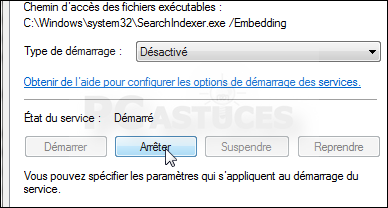 Chemin d'accès des fichiers exécutables :
C:\Windows\system32\SearchIndexer.exe /Embedding
Type de démarrage : Désactivé
Obtenir de l'aide pour configurer les options de démarrage des services.
PC ASTUCES
État du service : Démarré
Démarrer Arrêter Suspendre Reprendre
Vous pouvez spécifier les paramètres qui s'appliquent au démarrage du
service.